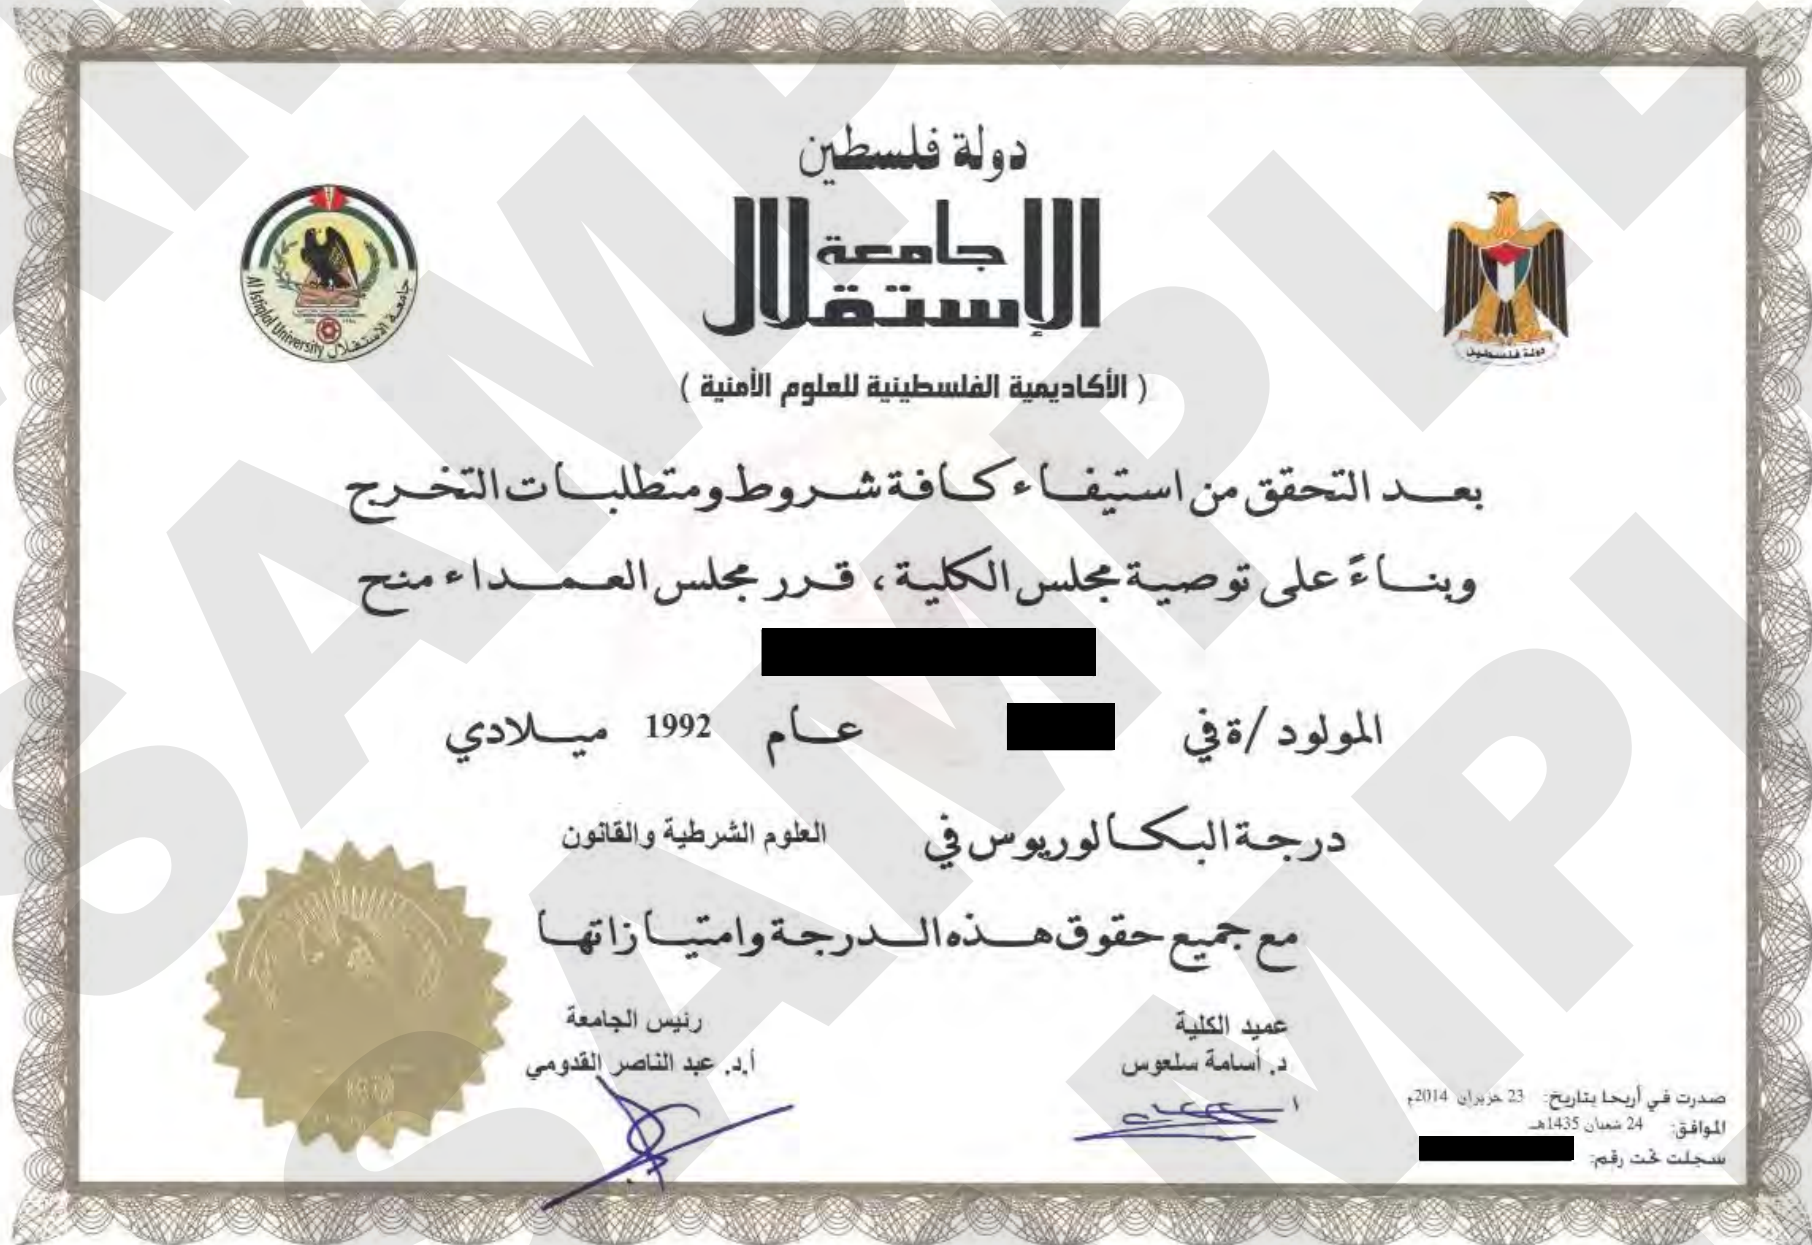 دولة فلسطين
جامعة
الإستقلال
( الأكاديمية الفلسطينية للعلوم الأمنية )
Al Istiqlal University جامعة الاستقلال
دولة فلسطين
بعد التحقق من استيفاء كافة شروط ومتطلبات التخرج
وبناءً على توصية مجلس الكلية، قرر مجلس العمداء منح
المولود/ة في عام 1992 ميلادي
درجة البكالوريوس في العلوم الشرطية والقانون
مع جميع حقوق هذه الدرجة وامتيازاتها
عميد الكلية
د. أسامة سلعوس
رئيس الجامعة
أ.د. عبد الناصر القدومي
صدرت في أريحا بتاريخ: 23 حزيران 2014م
الموافق: 24 شعبان 1435هـ
سجلت تحت رقم:
SAMPLE
SAMPLE